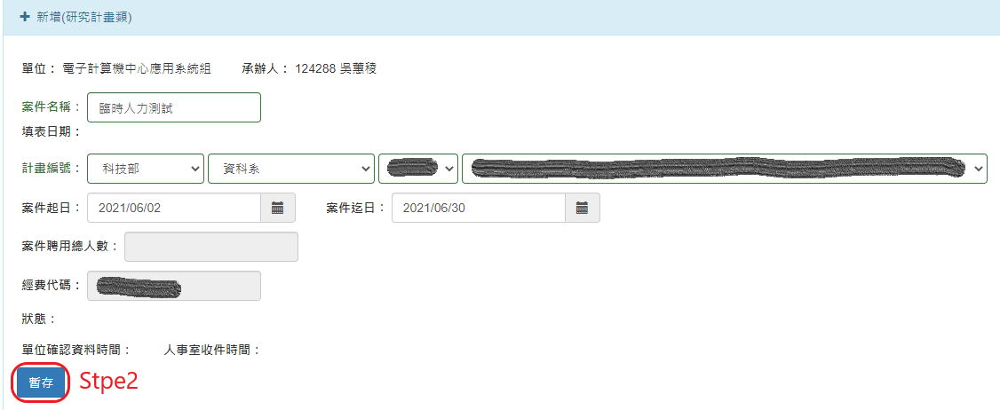 新增(研究計畫類)
單位： 電子計算機中心應用系統組 承辦人： 124288 吳蕙稜
案件名稱： 臨時人力測試
填表日期：
計畫編號： 科技部 資科系
案件起日： 2021/06/02 案件迄日： 2021/06/30
案件聘用總人數：
經費代碼：
狀態：
單位確認資料時間： 人事室收件時間：
暫存 Stpe2